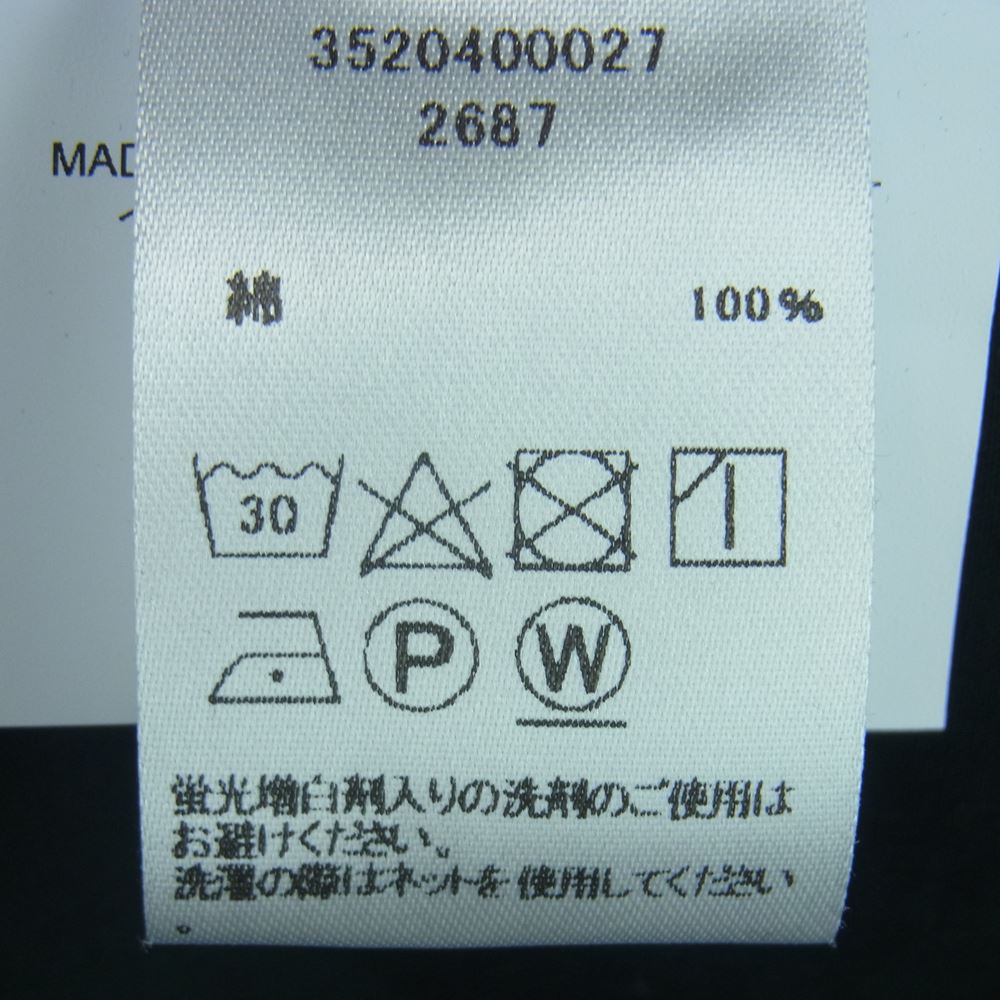 3520400027
2687
MAD
綿 100%
30
P
W
蛍光増白剤入りの洗剤のご使用は
お避けください。
洗濯の際はネットを使用してください
。